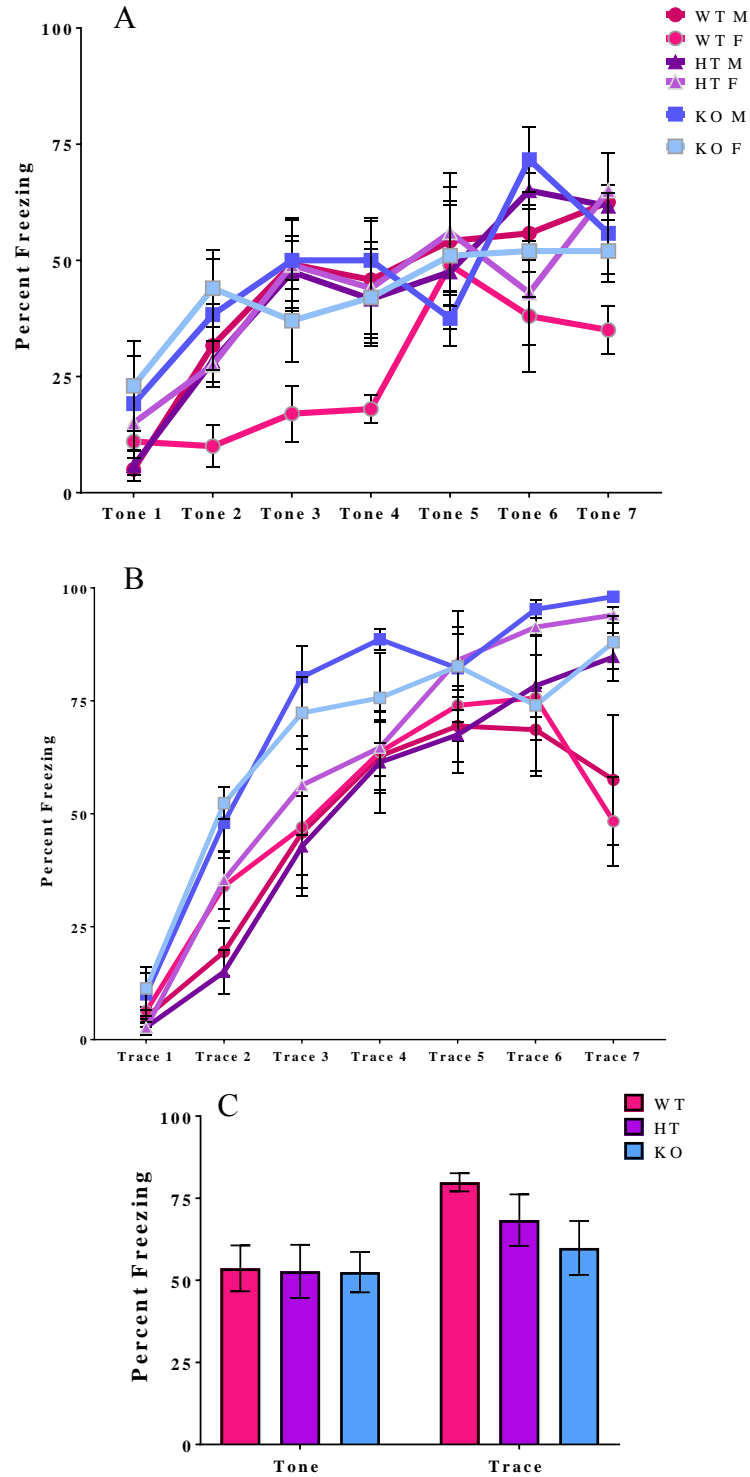 A
WT M
WT F
HT M
HT F
KO M
KO F
Percent Freezing
100
75
50
25
0
Tone 1 Tone 2 Tone 3 Tone 4 Tone 5 Tone 6 Tone 7
B
Percent Freezing
100
75
50
25
0
Trace 1 Trace 2 Trace 3 Trace 4 Trace 5 Trace 6 Trace 7
C
WT
HT
KO
Percent Freezing
100
75
50
25
0
Tone Trace